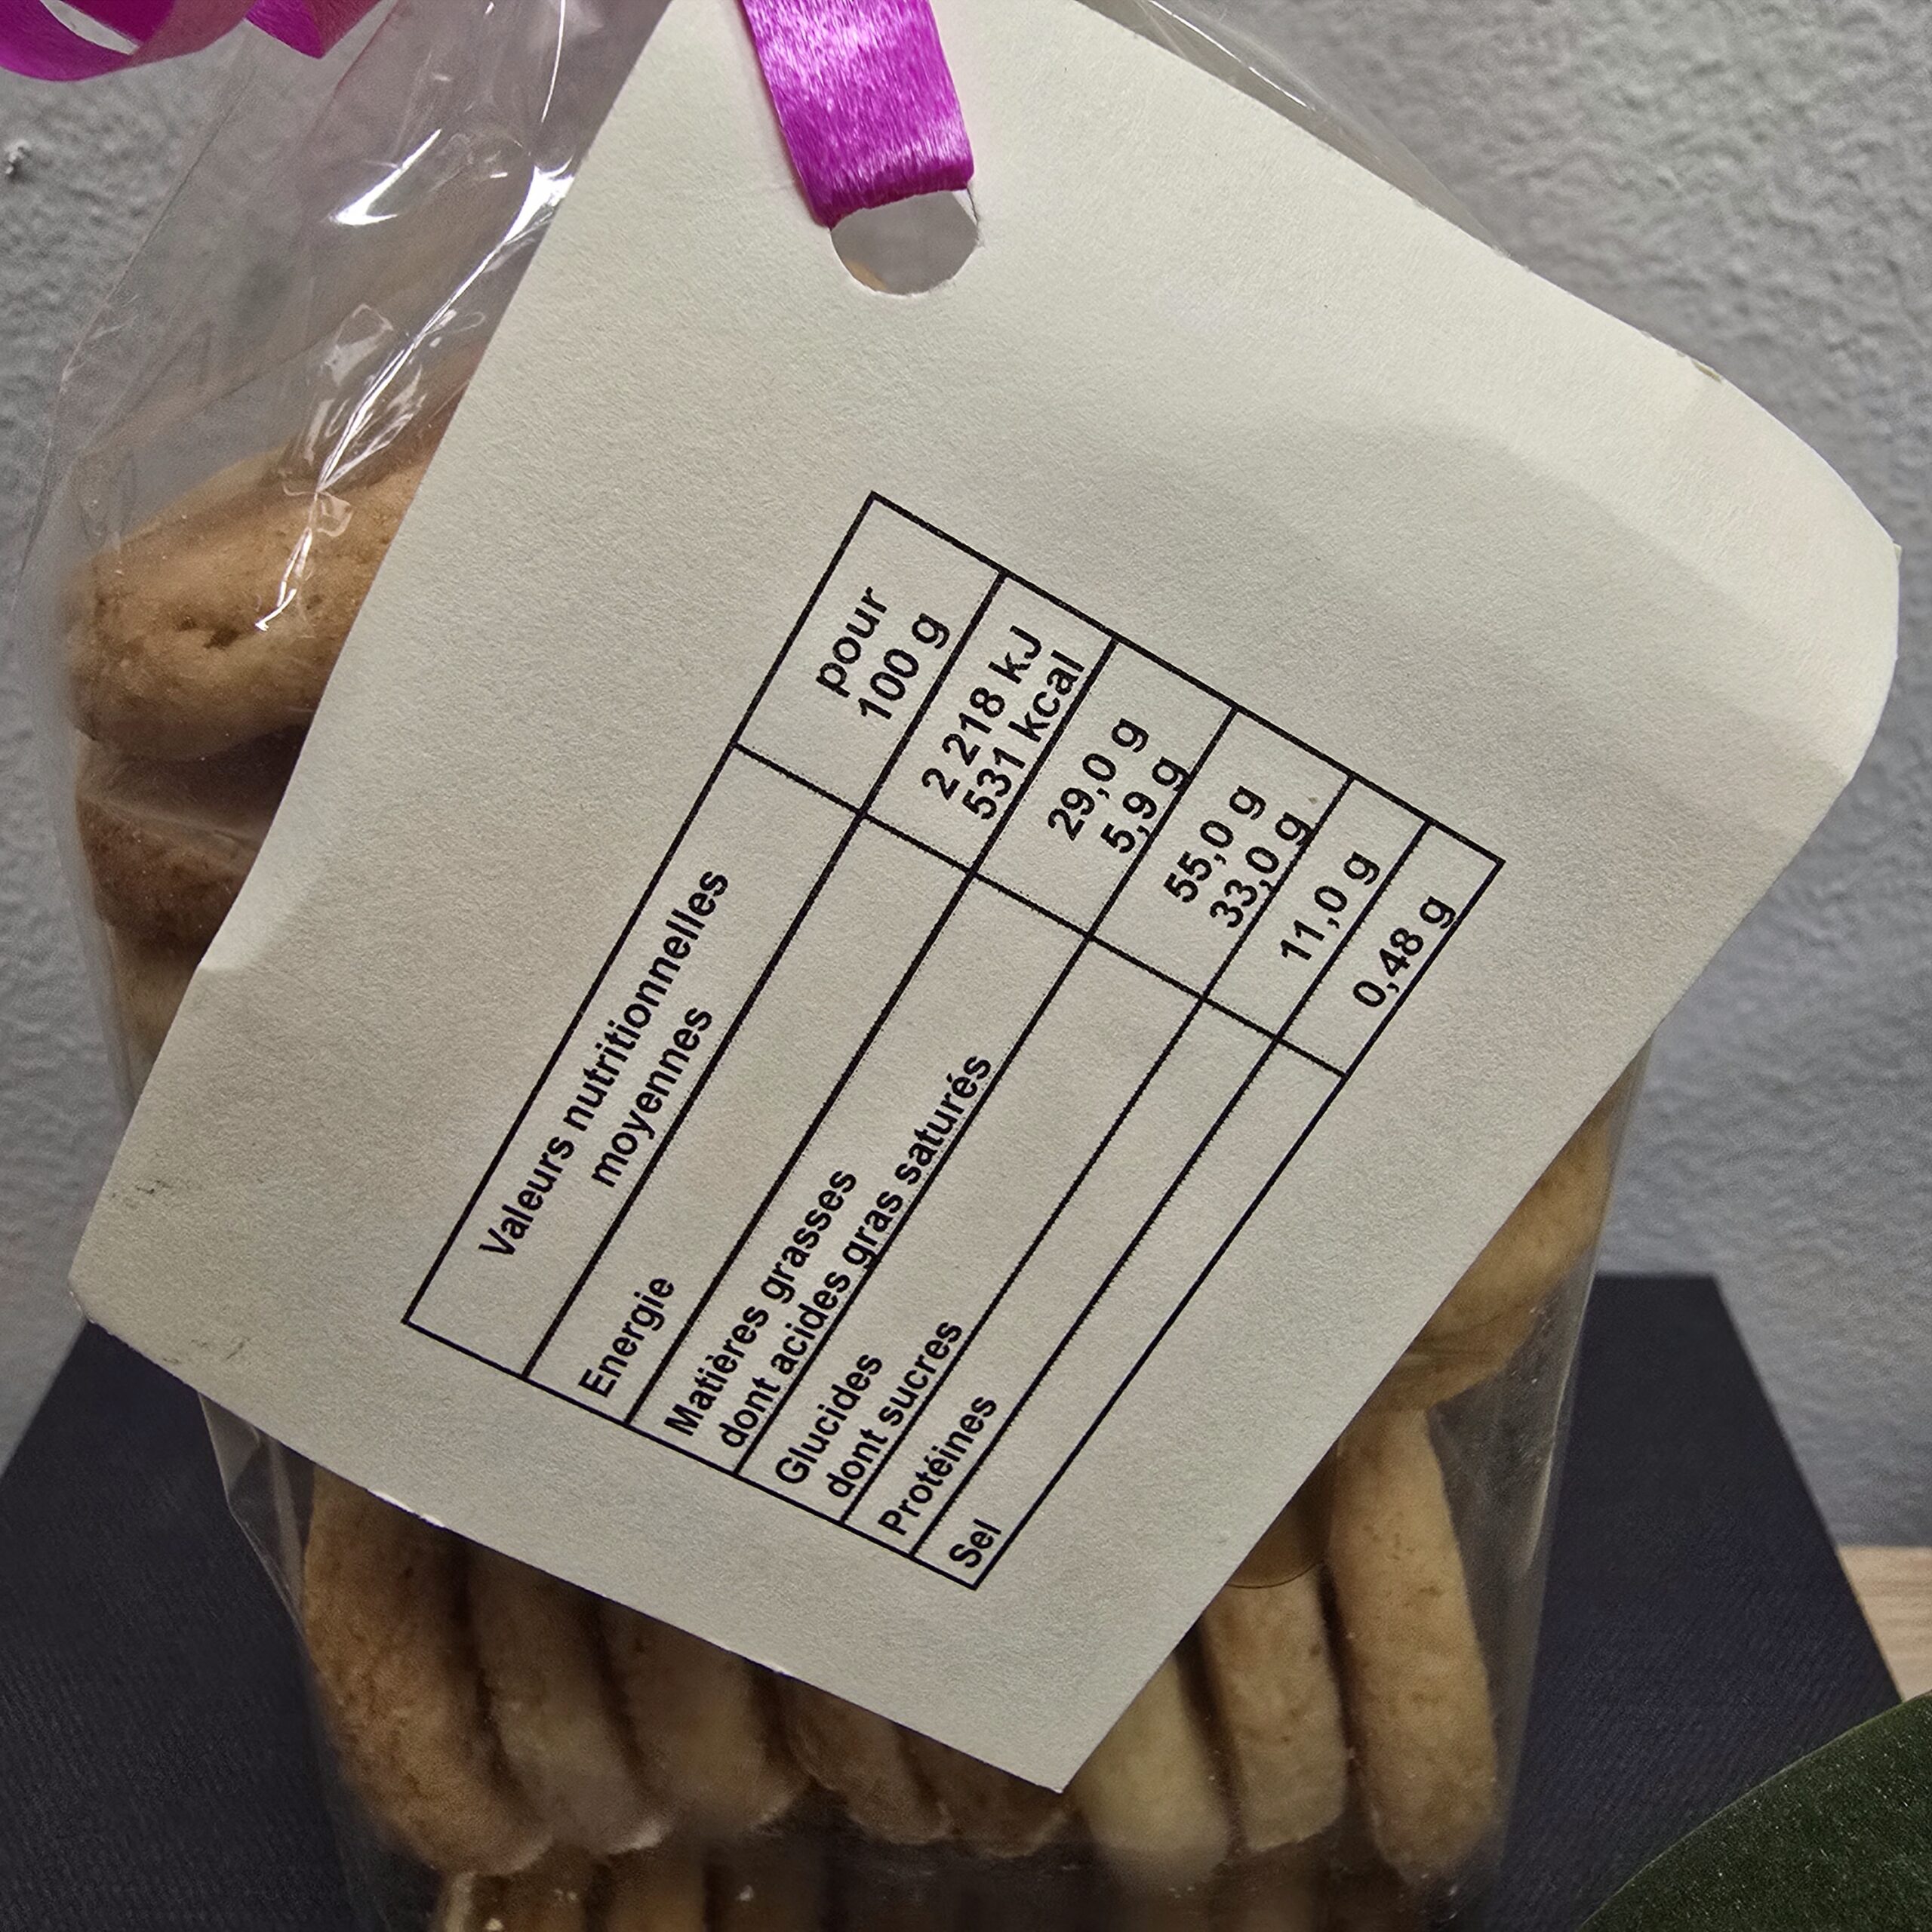 Valeurs nutritionnelles
moyennes
pour
100 g
Energie
2 218 kJ
531 kcal
Matières grasses
dont acides gras saturés
29,0 g
5,9 g
Glucides
dont sucres
55,0 g
33,0 g
Protéines
11,0 g
Sel
0,48 g